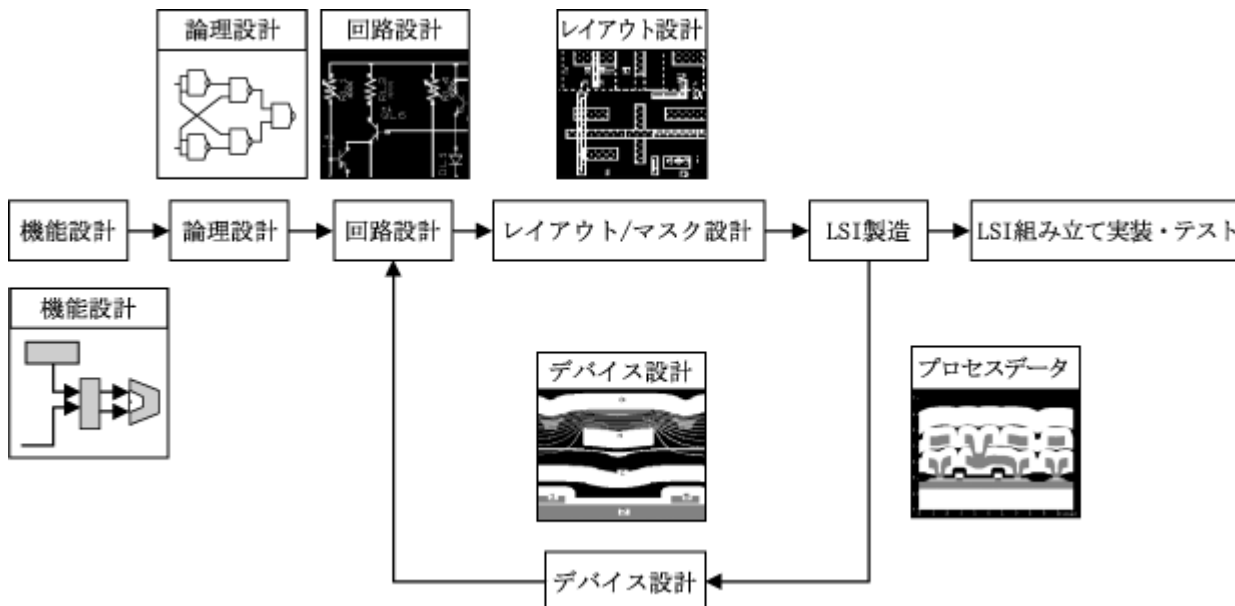 論理設計
回路設計
レイアウト設計
機能設計
論理設計
回路設計
レイアウト/マスク設計
LSI製造
LSI組み立て実装・テスト
機能設計
デバイス設計
プロセスデータ
デバイス設計